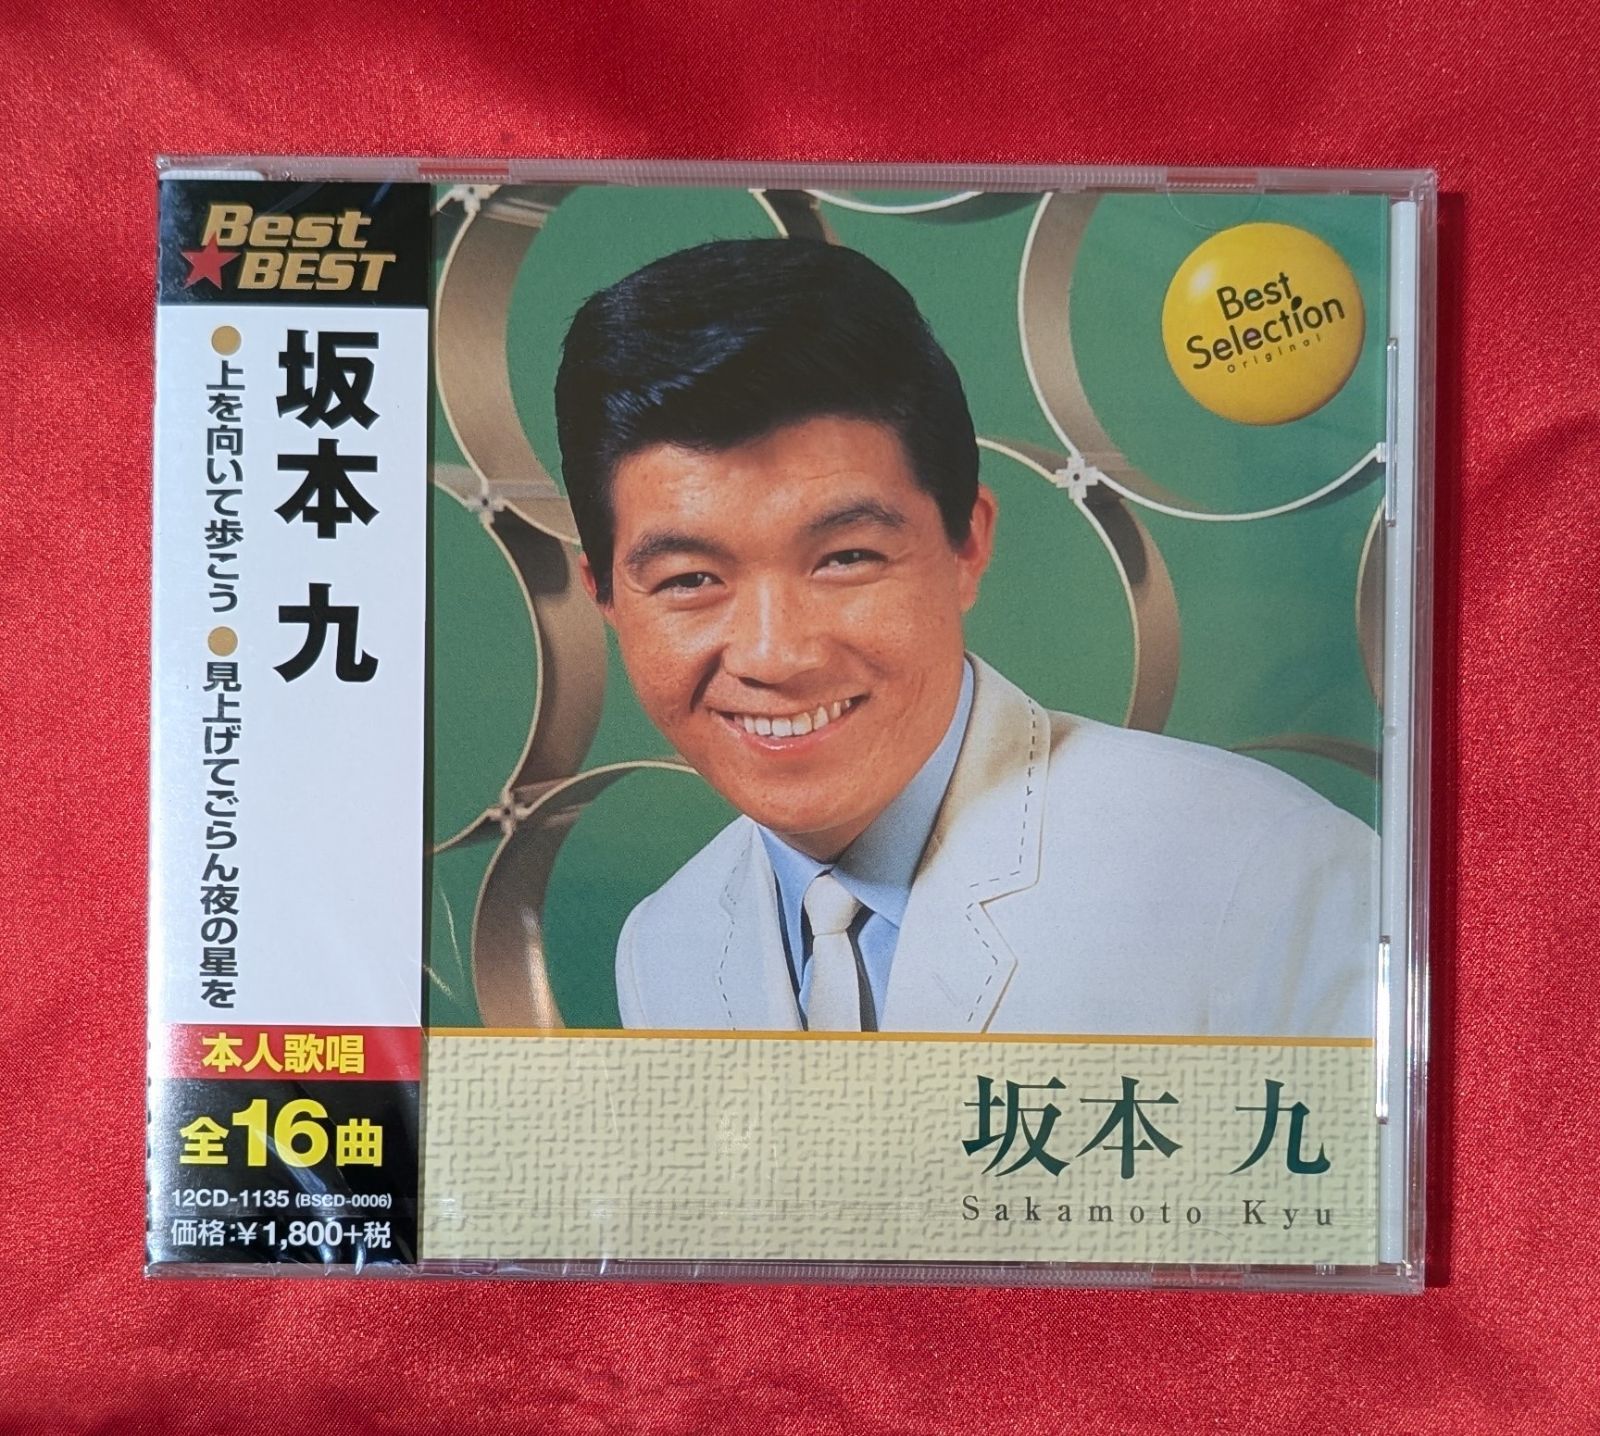 Best
BEST
坂本 九
●上を向いて歩こう ●見上げてごらん夜の星を
本人歌唱
全16曲
12CD-1135 (BSCD-0006)
価格:¥1,800+税
Best
Selection
original
坂本 九
Sakamoto Kyu